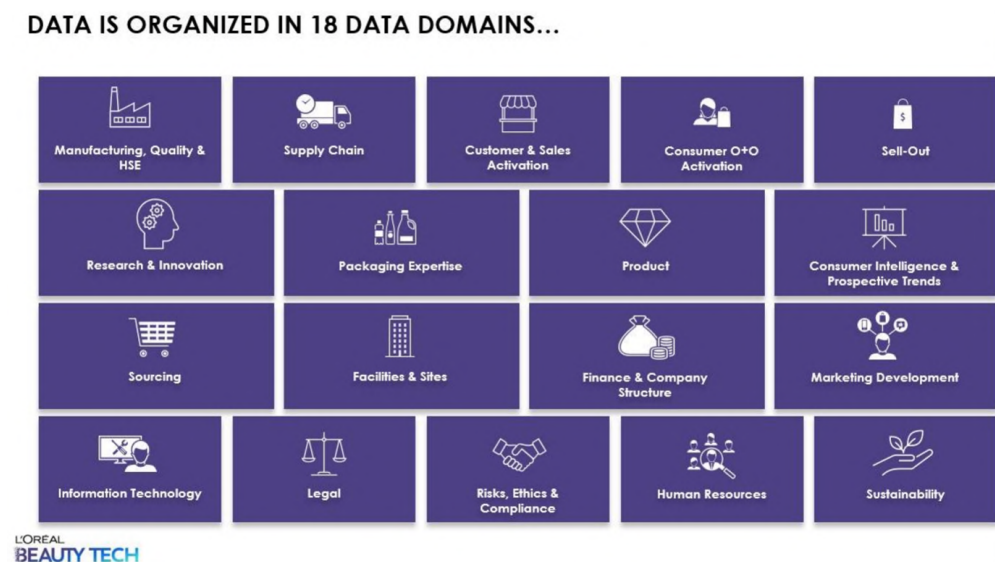 DATA IS ORGANIZED IN 18 DATA DOMAINS...
Manufacturing, Quality &
HSE
Supply Chain
Customer & Sales
Activation
Consumer O+O
Activation
$
Sell-Out
Research & Innovation
Packaging Expertise
Product
Consumer Intelligence &
Prospective Trends
Sourcing
Facilities & Sites
Finance & Company
Structure
Marketing Development
Information Technology
Legal
Risks, Ethics &
Compliance
Human Resources
Sustainability
L'ORÉAL
BEAUTY TECH